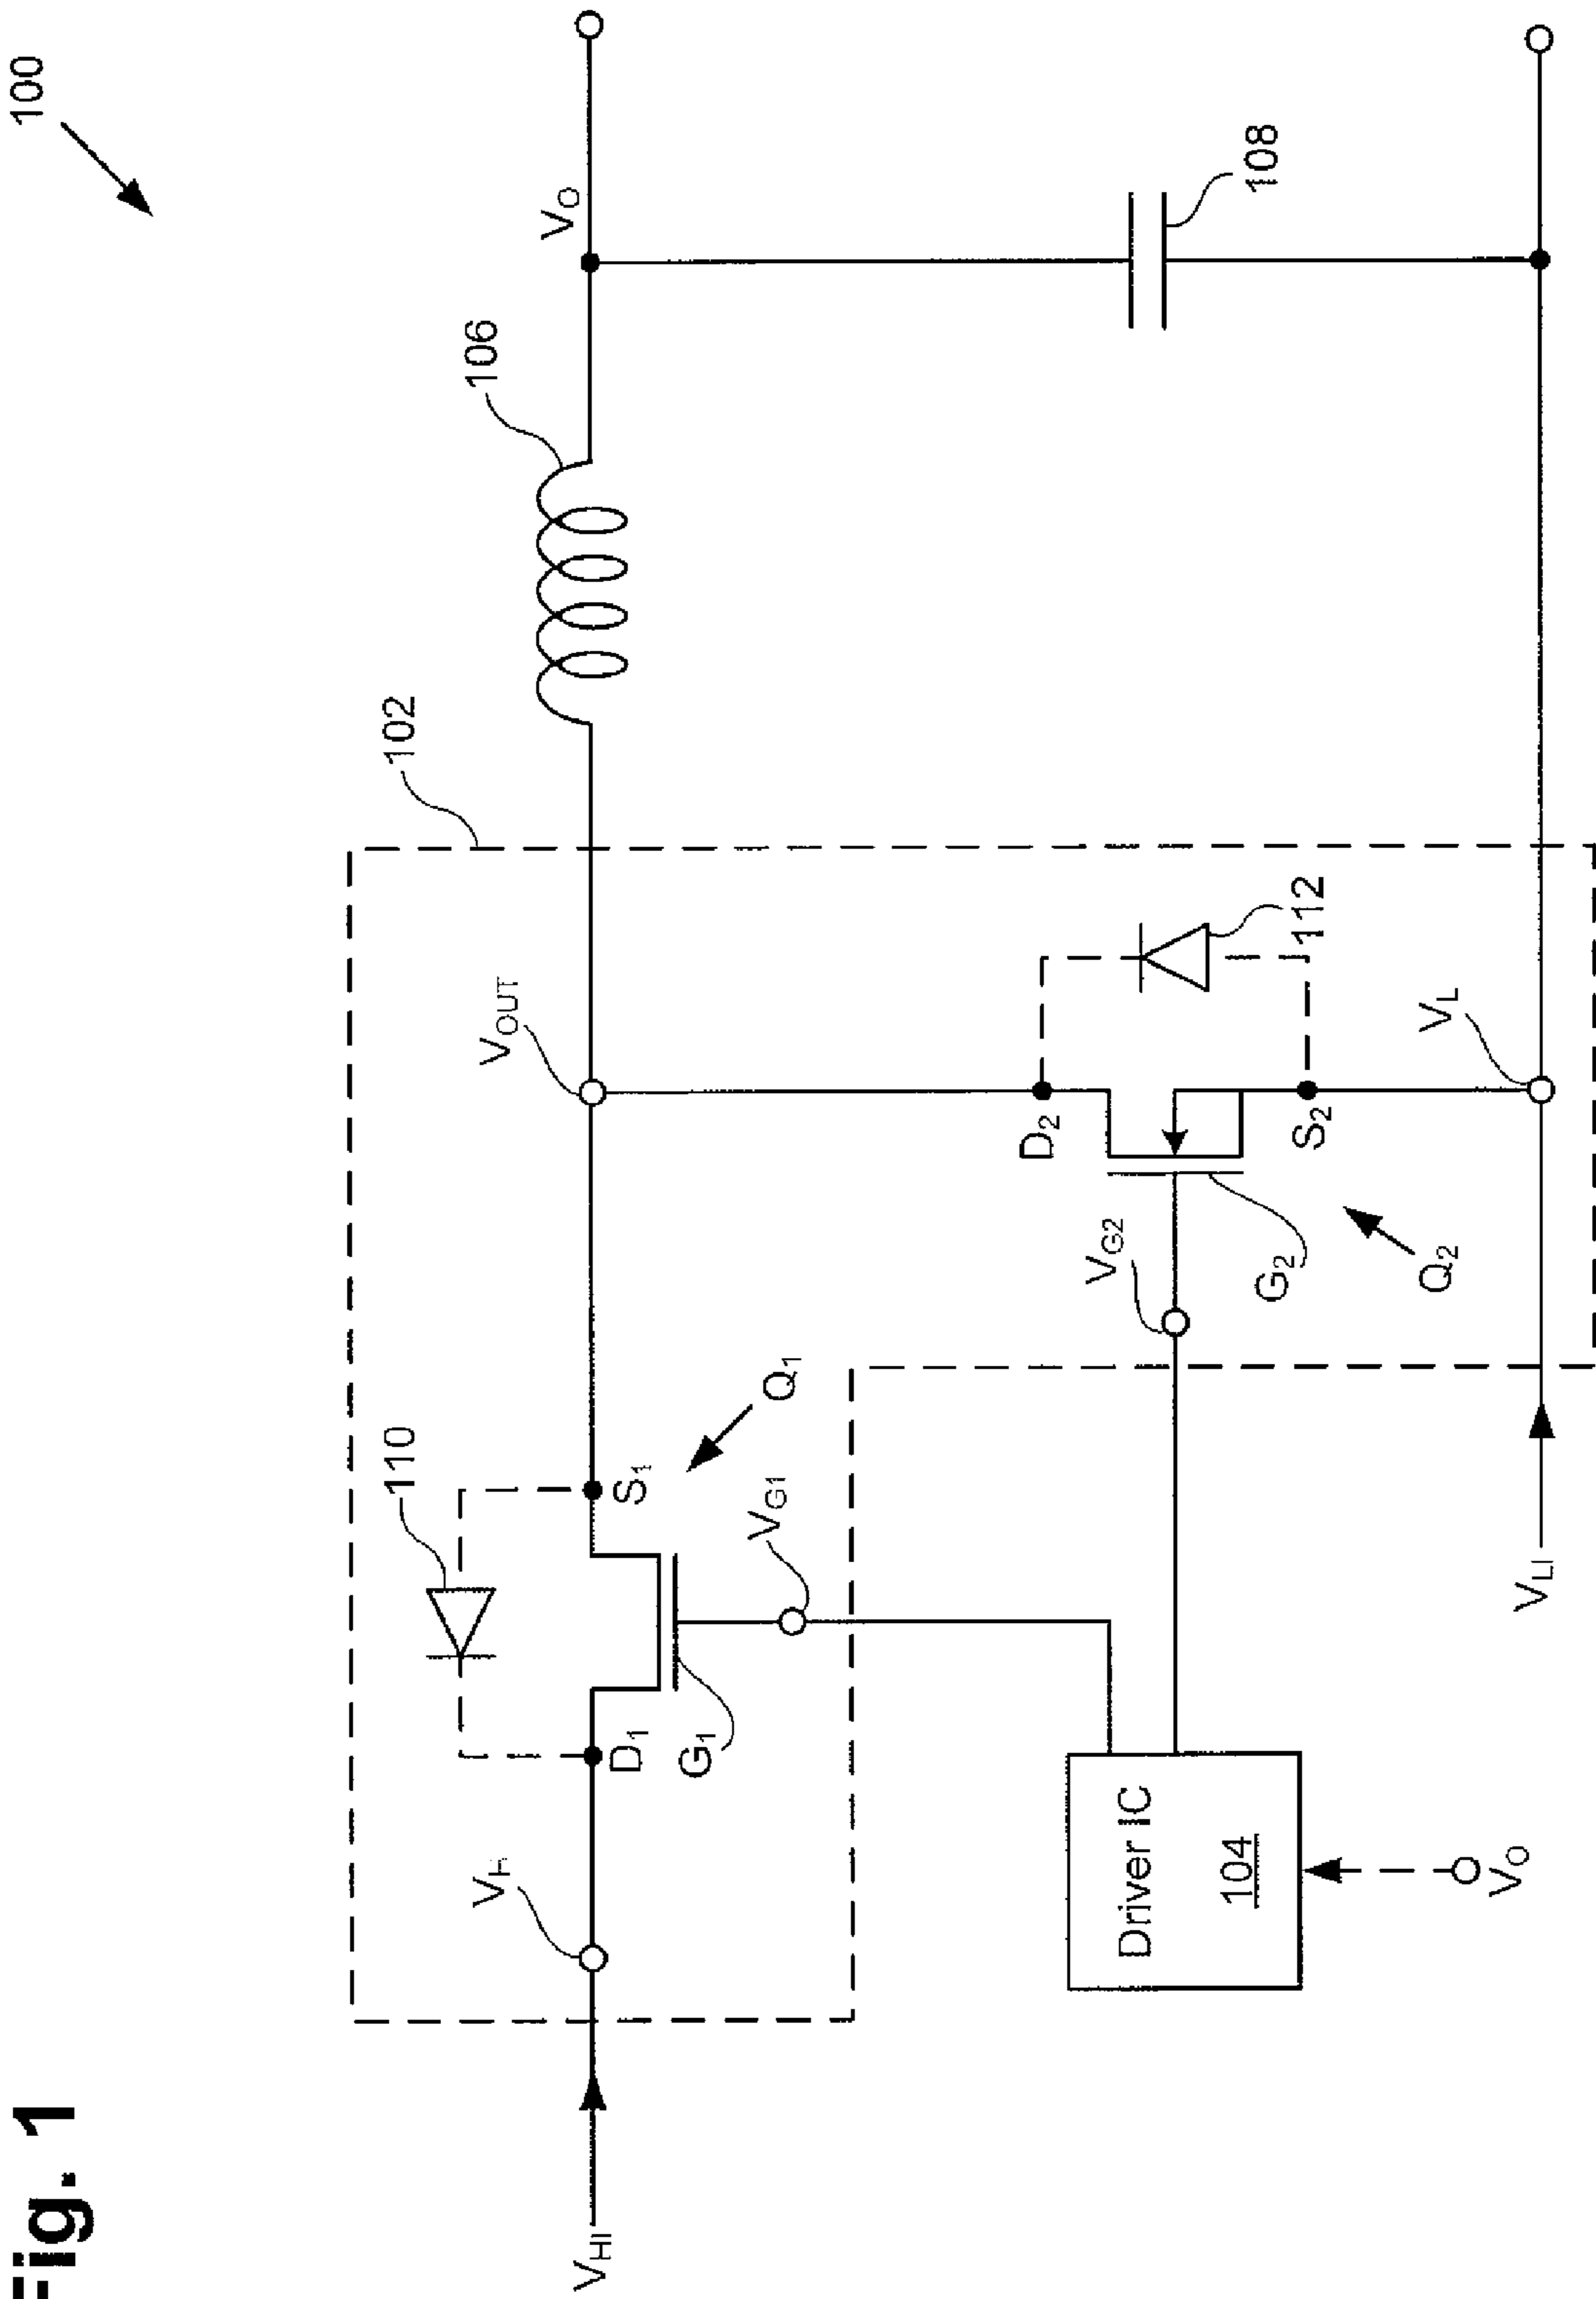 Fig. 1
100
102
106
108
110
112
V_HI
V_H
D_1
S_1
G_1
Q_1
V_G1
V_OUT
V_O
D_2
S_2
G_2
Q_2
V_G2
V_L
V_LI
Driver IC
104
V_O